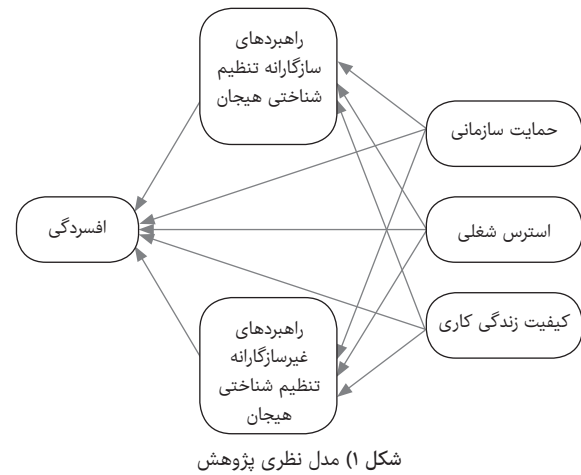 راهبردهای
سازگارانه تنظیم
شناختی هیجان
حمایت سازمانی
استرس شغلی
افسردگی
کیفیت زندگی کاری
راهبردهای
غیرسازگارانه
تنظیم شناختی
هیجان
شکل ۱) مدل نظری پژوهش